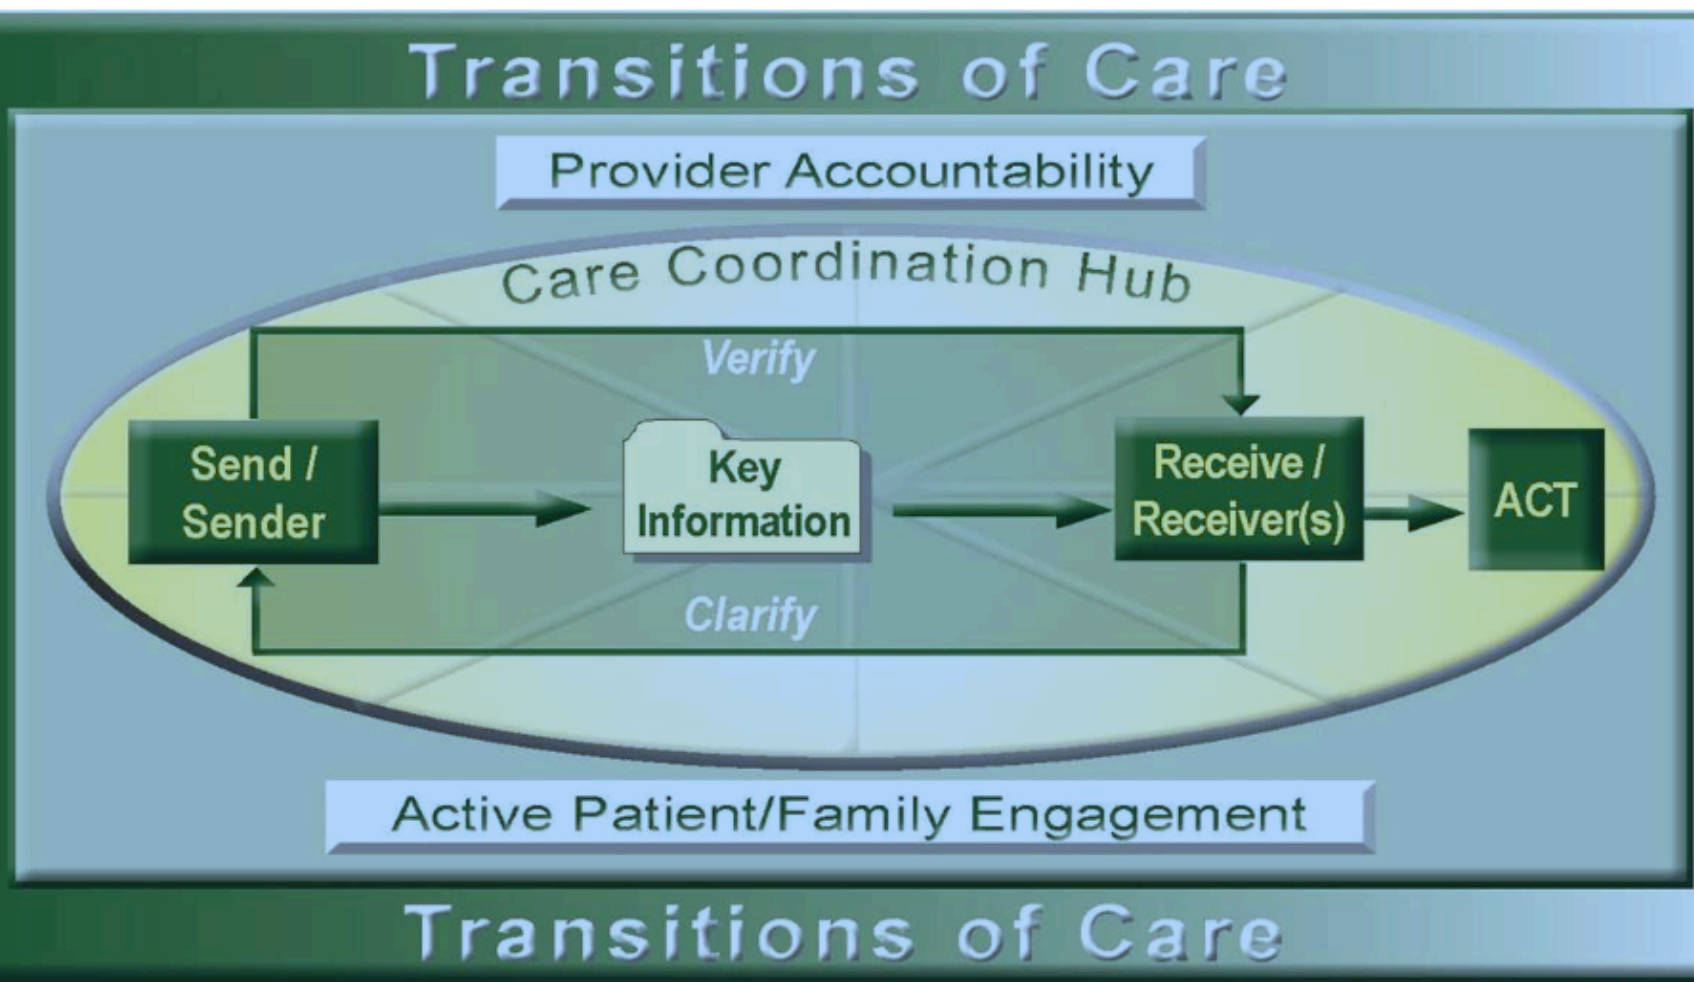 Transitions of Care
Provider Accountability
Care Coordination Hub
Verify
Send /
Sender
Key
Information
Receive /
Receiver(s)
ACT
Clarify
Active Patient/Family Engagement
Transitions of Care